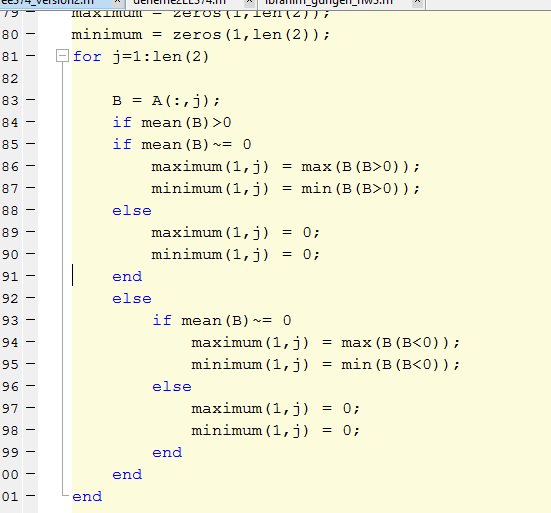 ee574_version2.m × denemeZEE574.m × ibrahim_gungen_hw3.m ×
79 maximum = zeros(1,len(2));
80 minimum = zeros(1,len(2));
81 for j=1:len(2)
82
83 B = A(:,j);
84 if mean(B)>0
85 if mean(B)~= 0
86 maximum(1,j) = max(B(B>0));
87 minimum(1,j) = min(B(B>0));
88 else
89 maximum(1,j) = 0;
90 minimum(1,j) = 0;
91 end
92 else
93 if mean(B)~= 0
94 maximum(1,j) = max(B(B<0));
95 minimum(1,j) = min(B(B<0));
96 else
97 maximum(1,j) = 0;
98 minimum(1,j) = 0;
99 end
00 end
01 end